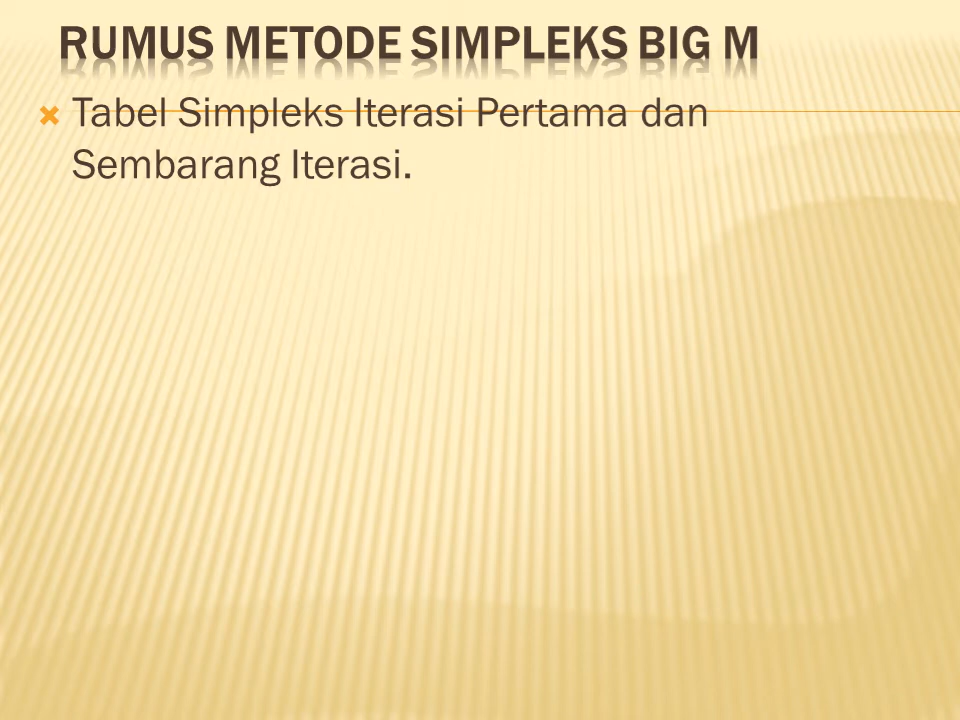 RUMUS METODE SIMPLEKS BIG M
Tabel Simpleks Iterasi Pertama dan
Sembarang Iterasi.